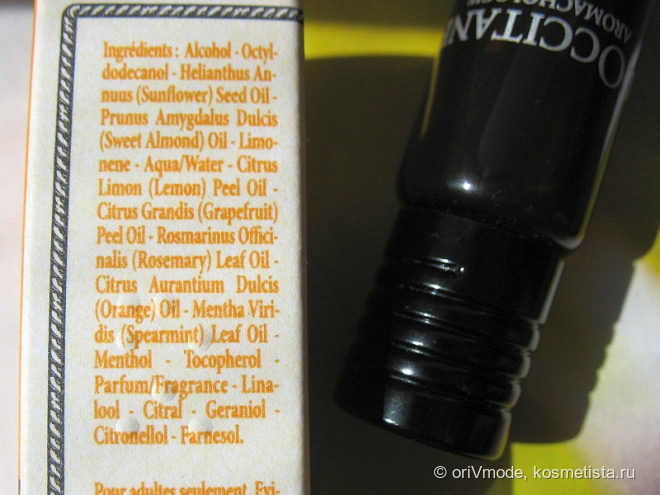 Ingrédients : Alcohol - Octyl-
dodecanol - Helianthus An-
nuus (Sunflower) Seed Oil -
Prunus Amygdalus Dulcis
(Sweet Almond) Oil - Limo-
nene - Aqua/Water - Citrus
Limon (Lemon) Peel Oil -
Citrus Grandis (Grapefruit)
Peel Oil - Rosmarinus Offici-
nalis (Rosemary) Leaf Oil -
Citrus Aurantium Dulcis
(Orange) Oil - Mentha Viri-
dis (Spearmint) Leaf Oil -
Menthol - Tocopherol -
Parfum/Fragrance - Lina-
lool - Citral - Geraniol -
Citronellol - Farnesol.
Pour adultes seulement. Evi-
OCCITANE
AROMACHOLOGIE
© oriVmode, kosmetista.ru